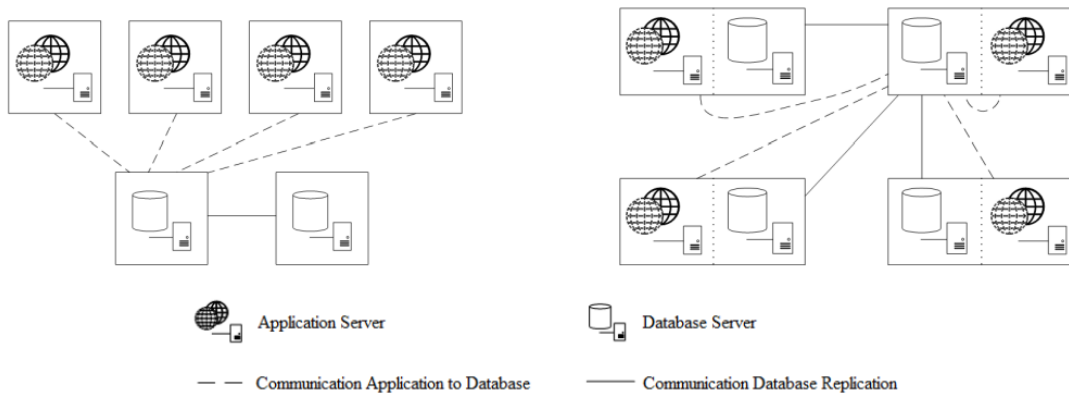 Application Server
Database Server
Communication Application to Database
Communication Database Replication